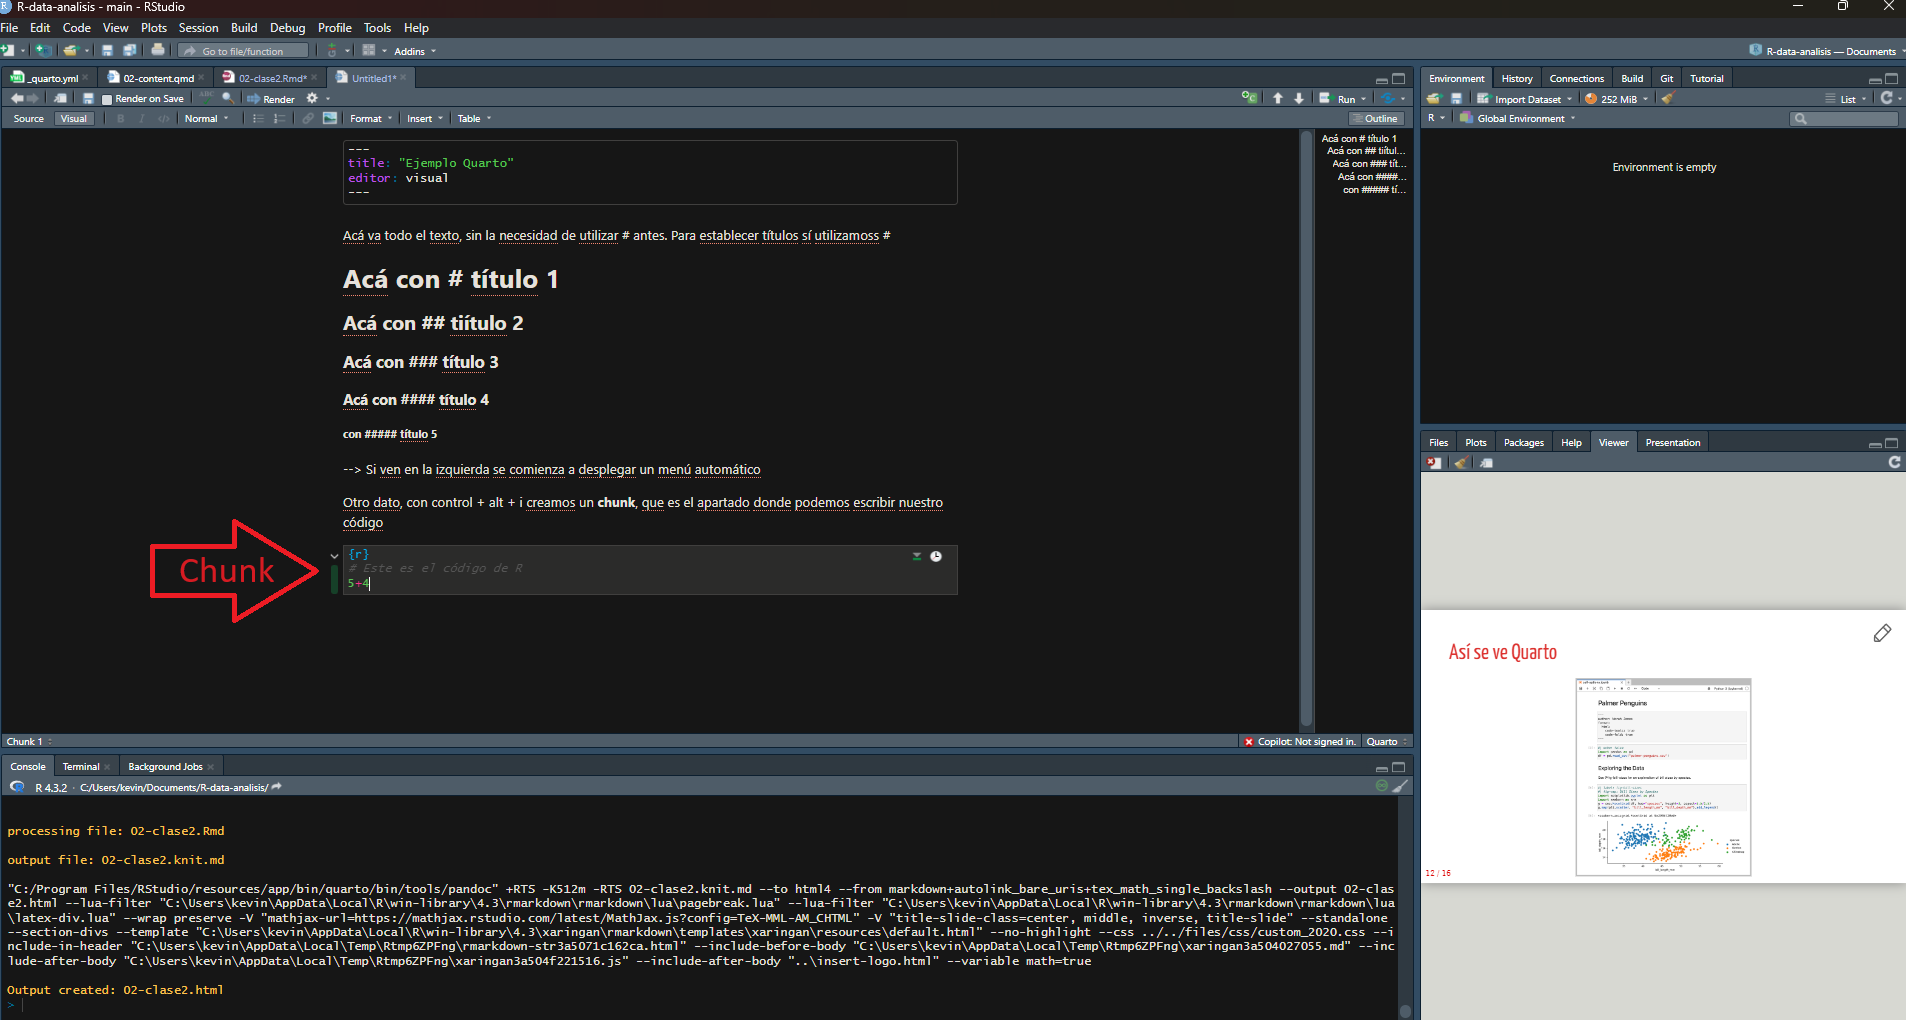 R-data-analisis - main - RStudio
File Edit Code View Plots Session Build Debug Profile Tools Help
Go to file/function Addins R-data-analisis — Documents
_quarto.yml 02-content.qmd 02-clase2.Rmd* Untitled1*
Render on Save ABC Render Run
Source Visual B I </> Normal Format Insert Table Outline
---
title: "Ejemplo Quarto"
editor: visual
---
Acá va todo el texto, sin la necesidad de utilizar # antes. Para establecer títulos sí utilizamoss #
Acá con # título 1
Acá con ## tiítulo 2
Acá con ### título 3
Acá con #### título 4
con ##### título 5
--> Si ven en la izquierda se comienza a desplegar un menú automático
Otro dato, con control + alt + i creamos un chunk, que es el apartado donde podemos escribir nuestro
código
Chunk
{r}
# Este es el código de R
5+4
Acá con # título 1
Acá con ## tiítul...
Acá con ### tít...
Acá con ####...
con ##### tí...
Chunk 1 Copilot: Not signed in. Quarto
Console Terminal Background Jobs
R 4.3.2 · C:/Users/kevin/Documents/R-data-analisis/
processing file: 02-clase2.Rmd
output file: 02-clase2.knit.md
"C:/Program Files/RStudio/resources/app/bin/quarto/bin/tools/pandoc" +RTS -K512m -RTS 02-clase2.knit.md --to html4 --from markdown+autolink_bare_uris+tex_math_single_backslash --output 02-clas
e2.html --lua-filter "C:\Users\kevin\AppData\Local\R\win-library\4.3\rmarkdown\rmarkdown\lua\pagebreak.lua" --lua-filter "C:\Users\kevin\AppData\Local\R\win-library\4.3\rmarkdown\rmarkdown\lua
\latex-div.lua" --wrap preserve -V "mathjax-url=https://mathjax.rstudio.com/latest/MathJax.js?config=TeX-MML-AM_CHTML" -V "title-slide-class=center, middle, inverse, title-slide" --standalone
--section-divs --template "C:\Users\kevin\AppData\Local\R\win-library\4.3\xaringan\rmarkdown\templates\xaringan\resources\default.html" --no-highlight --css ../../files/css/custom_2020.css --i
nclude-in-header "C:\Users\kevin\AppData\Local\Temp\Rtmp6ZPFng\rmarkdown-str3a5071c162ca.html" --include-before-body "C:\Users\kevin\AppData\Local\Temp\Rtmp6ZPFng\xaringan3a504027055.md" --inc
lude-after-body "C:\Users\kevin\AppData\Local\Temp\Rtmp6ZPFng\xaringan3a504f221516.js" --include-after-body "..\insert-logo.html" --variable math=true
Output created: 02-clase2.html
>
Environment History Connections Build Git Tutorial
Import Dataset 252 MiB List
R Global Environment
Environment is empty
Files Plots Packages Help Viewer Presentation
Así se ve Quarto
Palmer Penguins
Exploring the Data
12 / 16